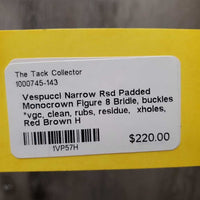 The Tack Collector
1000745-143
Vespucci Narrow Rsd Padded
Monocrown Figure 8 Bridle, buckles
*vgc, clean, rubs, residue, xholes,
Red Brown H
$220.00
1VP57H